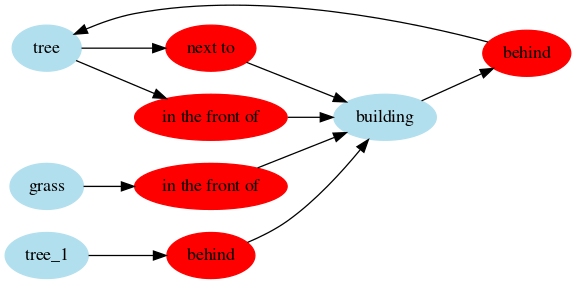 tree
next to
behind
in the front of
building
grass
in the front of
tree_1
behind